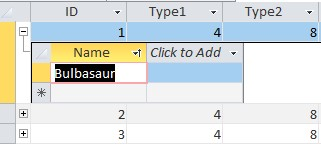 ID Type1 Type2
1 4 8
Name Click to Add
Bulbasaur
2 4 8
3 4 8